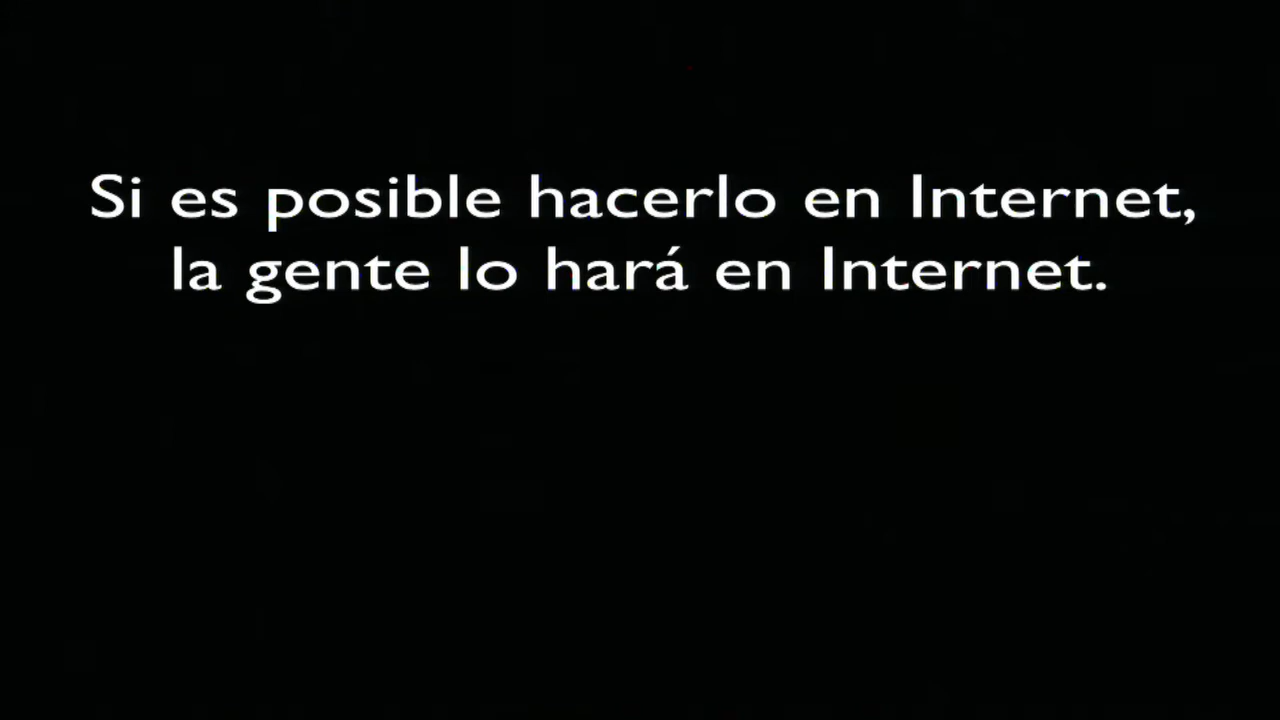 Si es posible hacerlo en Internet,
la gente lo hará en Internet.